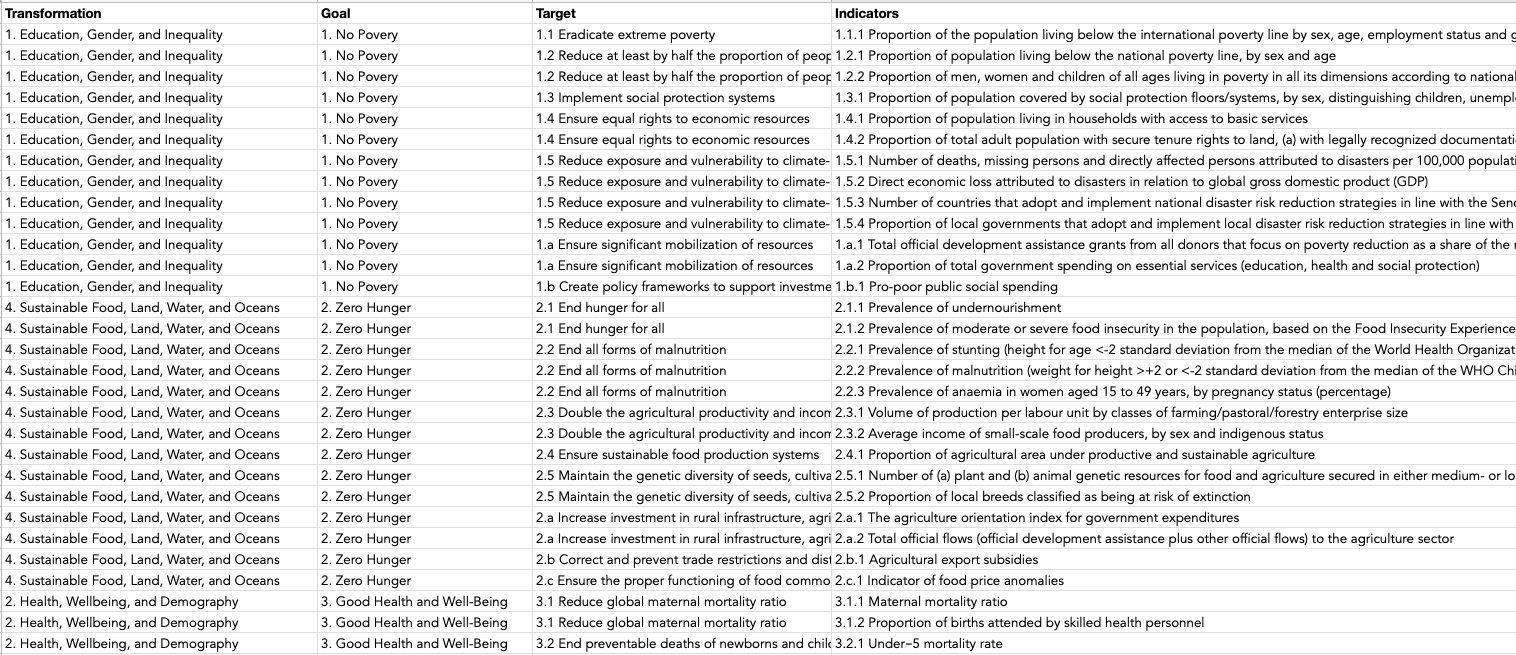 Transformation Goal Target Indicators
1. Education, Gender, and Inequality 1. No Povery 1.1 Eradicate extreme poverty 1.1.1 Proportion of the population living below the international poverty line by sex, age, employment status and
1. Education, Gender, and Inequality 1. No Povery 1.2 Reduce at least by half the proportion of 1.2.1 Proportion of population living below the national poverty line, by sex and age
1. Education, Gender, and Inequality 1. No Povery 1.2 Reduce at least by half the proportion of 1.2.2 Proportion of men, women and children of all ages living in poverty in all its dimensions according to national
1. Education, Gender, and Inequality 1. No Povery 1.3 Implement social protection systems 1.3.1 Proportion of population covered by social protection floors/systems, by sex, distinguishing children,
1. Education, Gender, and Inequality 1. No Povery 1.4 Ensure equal rights to economic resources 1.4.1 Proportion of population living in households with access to basic services
1. Education, Gender, and Inequality 1. No Povery 1.4 Ensure equal rights to economic resources 1.4.2 Proportion of total adult population with secure tenure rights to land, (a) with legally recognized
1. Education, Gender, and Inequality 1. No Povery 1.5 Reduce exposure and vulnerability to climate- 1.5.1 Number of deaths, missing persons and directly affected persons attributed to disasters per 100,000
1. Education, Gender, and Inequality 1. No Povery 1.5 Reduce exposure and vulnerability to climate- 1.5.2 Direct economic loss attributed to disasters in relation to global gross domestic product (GDP)
1. Education, Gender, and Inequality 1. No Povery 1.5 Reduce exposure and vulnerability to climate- 1.5.3 Number of countries that adopt and implement national disaster risk reduction strategies in line with the
1. Education, Gender, and Inequality 1. No Povery 1.5 Reduce exposure and vulnerability to climate- 1.5.4 Proportion of local governments that adopt and implement local disaster risk reduction strategies in line with
1. Education, Gender, and Inequality 1. No Povery 1.a Ensure significant mobilization of resources 1.a.1 Total official development assistance grants from all donors that focus on poverty reduction as a share of the
1. Education, Gender, and Inequality 1. No Povery 1.a Ensure significant mobilization of resources 1.a.2 Proportion of total government spending on essential services (education, health and social protection)
1. Education, Gender, and Inequality 1. No Povery 1.b Create policy frameworks to support 1.b.1 Pro-poor public social spending
4. Sustainable Food, Land, Water, and Oceans 2. Zero Hunger 2.1 End hunger for all 2.1.1 Prevalence of undernourishment
4. Sustainable Food, Land, Water, and Oceans 2. Zero Hunger 2.1 End hunger for all 2.1.2 Prevalence of moderate or severe food insecurity in the population, based on the Food Insecurity Experience
4. Sustainable Food, Land, Water, and Oceans 2. Zero Hunger 2.2 End all forms of malnutrition 2.2.1 Prevalence of stunting (height for age <-2 standard deviation from the median of the World Health
4. Sustainable Food, Land, Water, and Oceans 2. Zero Hunger 2.2 End all forms of malnutrition 2.2.2 Prevalence of malnutrition (weight for height >+2 or <-2 standard deviation from the median of the WHO
4. Sustainable Food, Land, Water, and Oceans 2. Zero Hunger 2.2 End all forms of malnutrition 2.2.3 Prevalence of anaemia in women aged 15 to 49 years, by pregnancy status (percentage)
4. Sustainable Food, Land, Water, and Oceans 2. Zero Hunger 2.3 Double the agricultural productivity and 2.3.1 Volume of production per labour unit by classes of farming/pastoral/forestry enterprise size
4. Sustainable Food, Land, Water, and Oceans 2. Zero Hunger 2.3 Double the agricultural productivity and 2.3.2 Average income of small-scale food producers, by sex and indigenous status
4. Sustainable Food, Land, Water, and Oceans 2. Zero Hunger 2.4 Ensure sustainable food production systems 2.4.1 Proportion of agricultural area under productive and sustainable agriculture
4. Sustainable Food, Land, Water, and Oceans 2. Zero Hunger 2.5 Maintain the genetic diversity of seeds, 2.5.1 Number of (a) plant and (b) animal genetic resources for food and agriculture secured in either medium- or
4. Sustainable Food, Land, Water, and Oceans 2. Zero Hunger 2.5 Maintain the genetic diversity of seeds, 2.5.2 Proportion of local breeds classified as being at risk of extinction
4. Sustainable Food, Land, Water, and Oceans 2. Zero Hunger 2.a Increase investment in rural infrastructure, 2.a.1 The agriculture orientation index for government expenditures
4. Sustainable Food, Land, Water, and Oceans 2. Zero Hunger 2.a Increase investment in rural infrastructure, 2.a.2 Total official flows (official development assistance plus other official flows) to the agriculture sector
4. Sustainable Food, Land, Water, and Oceans 2. Zero Hunger 2.b Correct and prevent trade restrictions and 2.b.1 Agricultural export subsidies
4. Sustainable Food, Land, Water, and Oceans 2. Zero Hunger 2.c Ensure the proper functioning of food 2.c.1 Indicator of food price anomalies
2. Health, Wellbeing, and Demography 3. Good Health and Well-Being 3.1 Reduce global maternal mortality ratio 3.1.1 Maternal mortality ratio
2. Health, Wellbeing, and Demography 3. Good Health and Well-Being 3.1 Reduce global maternal mortality ratio 3.1.2 Proportion of births attended by skilled health personnel
2. Health, Wellbeing, and Demography 3. Good Health and Well-Being 3.2 End preventable deaths of newborns and 3.2.1 Under−5 mortality rate